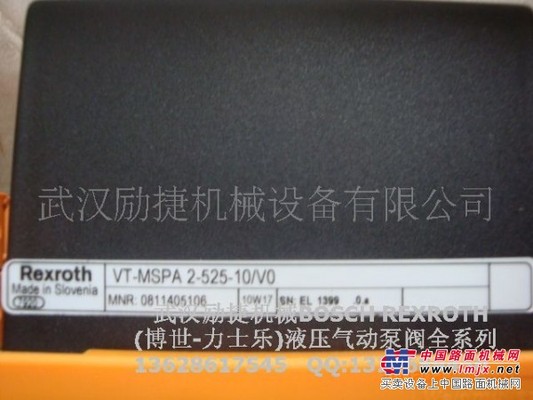 武汉励捷机械设备有限公司
Rexroth
Made in Slovenia
VT-MSPA 2-525-10/V0
MNR: 0811405106
10W17
SN: EL 1399
武汉励捷机械BOSCH REXROTH
(博世-力士乐)液压气动泵阀全系列
13628617545
中国路面机械网
www.lmjx.net
买卖设备上中国路面机械网